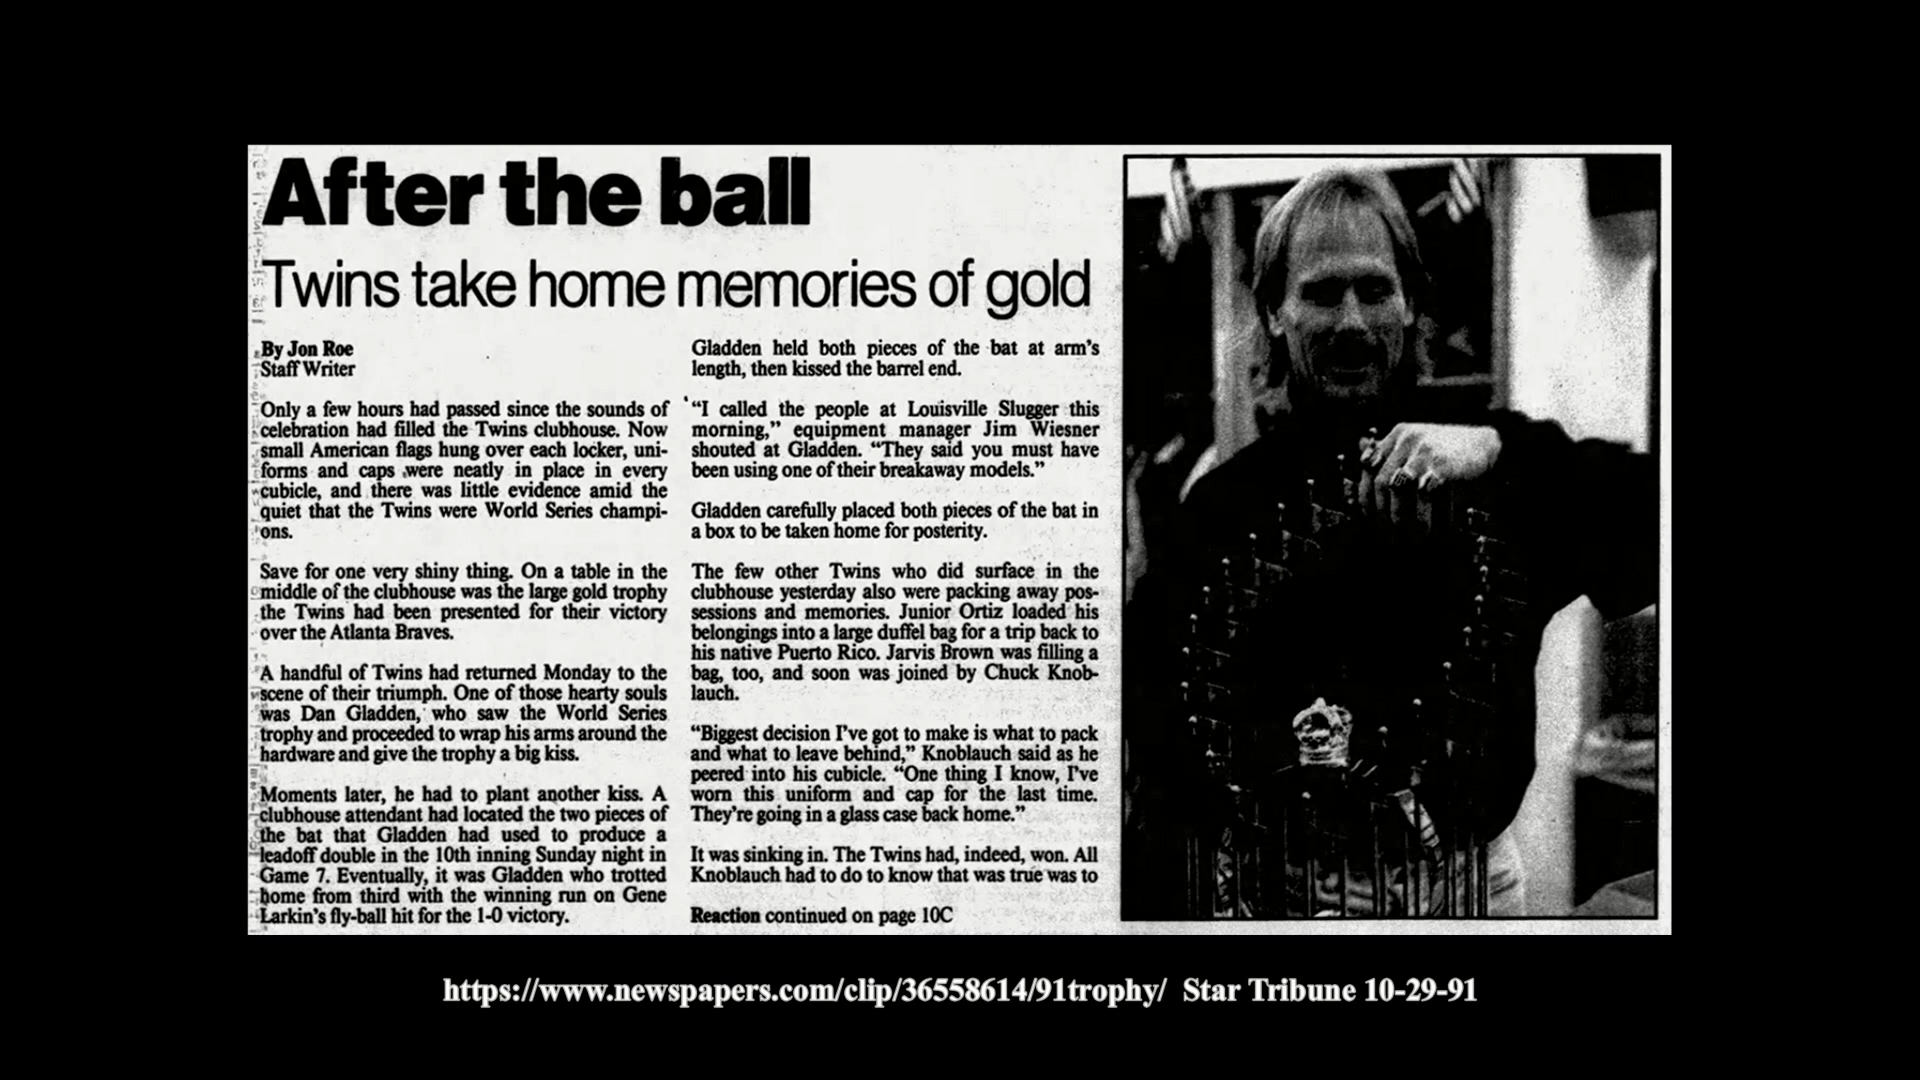 After the ball
Twins take home memories of gold
By Jon Roe
Staff Writer
Only a few hours had passed since the sounds of
celebration had filled the Twins clubhouse. Now
small American flags hung over each locker, uni-
forms and caps were neatly in place in every
cubicle, and there was little evidence amid the
quiet that the Twins were World Series champi-
ons.
Save for one very shiny thing. On a table in the
middle of the clubhouse was the large gold trophy
the Twins had been presented for their victory
over the Atlanta Braves.
A handful of Twins had returned Monday to the
scene of their triumph. One of those hearty souls
was Dan Gladden, who saw the World Series
trophy and proceeded to wrap his arms around the
hardware and give the trophy a big kiss.
Moments later, he had to plant another kiss. A
clubhouse attendant had located the two pieces of
the bat that Gladden had used to produce a
leadoff double in the 10th inning Sunday night in
Game 7. Eventually, it was Gladden who trotted
home from third with the winning run on Gene
Larkin's fly-ball hit for the 1-0 victory.
Gladden held both pieces of the bat at arm's
length, then kissed the barrel end.
“I called the people at Louisville Slugger this
morning,” equipment manager Jim Wiesner
shouted at Gladden. “They said you must have
been using one of their breakaway models.”
Gladden carefully placed both pieces of the bat in
a box to be taken home for posterity.
The few other Twins who did surface in the
clubhouse yesterday also were packing away pos-
sessions and memories. Junior Ortiz loaded his
belongings into a large duffel bag for a trip back to
his native Puerto Rico. Jarvis Brown was filling a
bag, too, and soon was joined by Chuck Knob-
lauch.
“Biggest decision I've got to make is what to pack
and what to leave behind,” Knoblauch said as he
peered into his cubicle. “One thing I know, I've
worn this uniform and cap for the last time.
They're going in a glass case back home.”
It was sinking in. The Twins had, indeed, won. All
Knoblauch had to do to know that was true was to
Reaction continued on page 10C
https://www.newspapers.com/clip/36558614/91trophy/ Star Tribune 10-29-91